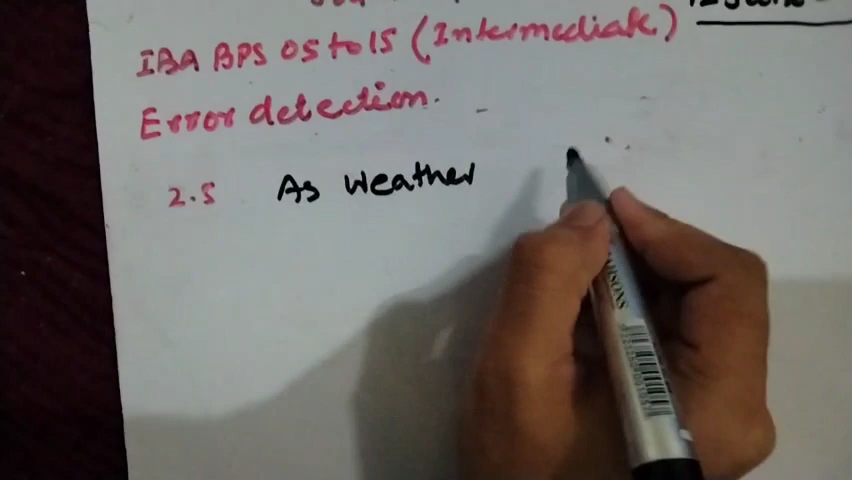 IBA BPS 05 to 15 (Intermediate)
Error detection.
2.5 As weather